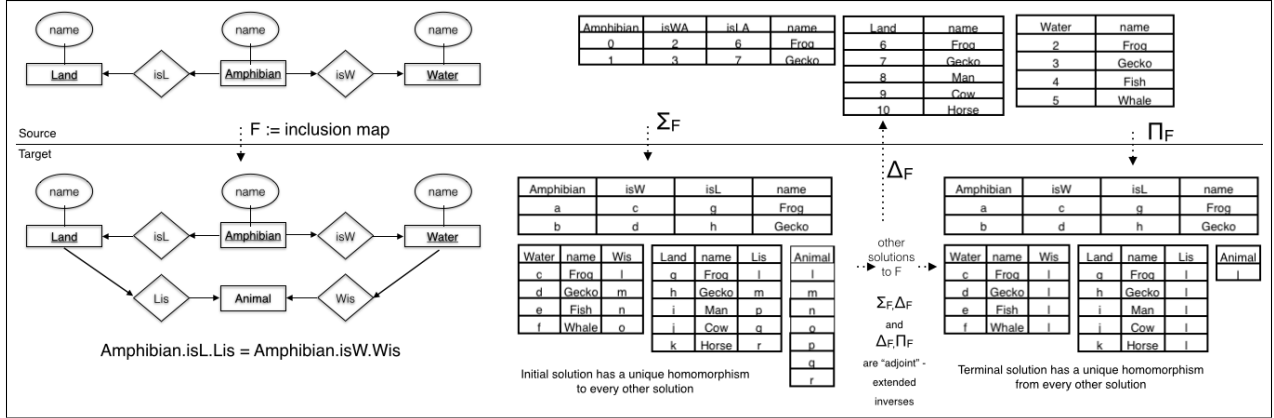 name name name
Land isL Amphibian isW Water
F := inclusion map
Source
Target
name name name
Land isL Amphibian isW Water
Lis Animal Wis
Amphibian.isL.Lis = Amphibian.isW.Wis
Amphibian isWA isLA name
0 2 6 Frog
1 3 7 Gecko
Land name
6 Frog
7 Gecko
8 Man
9 Cow
10 Horse
Water name
2 Frog
3 Gecko
4 Fish
5 Whale
ΣF
ΔF
ΠF
Amphibian isW isL name
a c g Frog
b d h Gecko
Water name Wis
c Frog l
d Gecko m
e Fish n
f Whale o
Land name Lis
g Frog l
h Gecko m
i Man p
j Cow q
k Horse r
Animal
l
m
n
o
p
q
r
Initial solution has a unique homomorphism
to every other solution
other
solutions
to F
ΣF,ΔF
and
ΔF,ΠF
are “adjoint” -
extended
inverses
Amphibian isW isL name
a c g Frog
b d h Gecko
Water name Wis
c Frog l
d Gecko l
e Fish l
f Whale l
Land name Lis
g Frog l
h Gecko l
i Man l
j Cow l
k Horse l
Animal
l
Terminal solution has a unique homomorphism
from every other solution